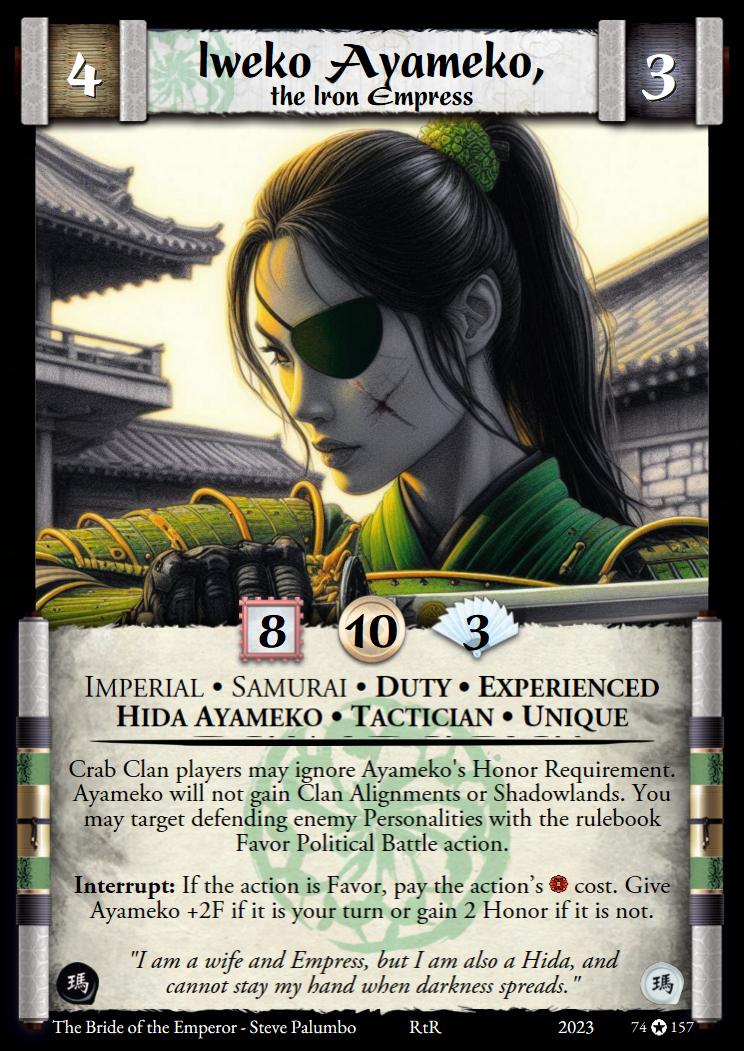 4
Iweko Ayameko,
the Iron Empress
3
8
10
3
IMPERIAL • SAMURAI • DUTY • EXPERIENCED
HIDA AYAMEKO • TACTICIAN • UNIQUE
Crab Clan players may ignore Ayameko's Honor Requirement.
Ayameko will not gain Clan Alignments or Shadowlands. You
may target defending enemy Personalities with the rulebook
Favor Political Battle action.
Interrupt: If the action is Favor, pay the action's cost. Give
Ayameko +2F if it is your turn or gain 2 Honor if it is not.
"I am a wife and Empress, but I am also a Hida, and
cannot stay my hand when darkness spreads."
瑪
瑪
The Bride of the Emperor - Steve Palumbo RtR 2023 74 157